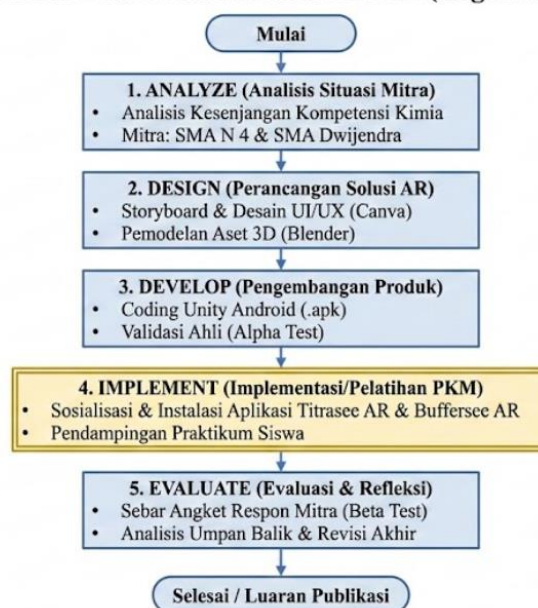 Mulai
1. ANALYZE (Analisis Situasi Mitra)
• Analisis Kesenjangan Kompetensi Kimia
• Mitra: SMA N 4 & SMA Dwijendra
2. DESIGN (Perancangan Solusi AR)
• Storyboard & Desain UI/UX (Canva)
• Pemodelan Aset 3D (Blender)
3. DEVELOP (Pengembangan Produk)
• Coding Unity Android (.apk)
• Validasi Ahli (Alpha Test)
4. IMPLEMENT (Implementasi/Pelatihan PKM)
• Sosialisasi & Instalasi Aplikasi Titrasee AR & Buffersee AR
• Pendampingan Praktikum Siswa
5. EVALUATE (Evaluasi & Refleksi)
• Sebar Angket Respon Mitra (Beta Test)
• Analisis Umpan Balik & Revisi Akhir
Selesai / Luaran Publikasi